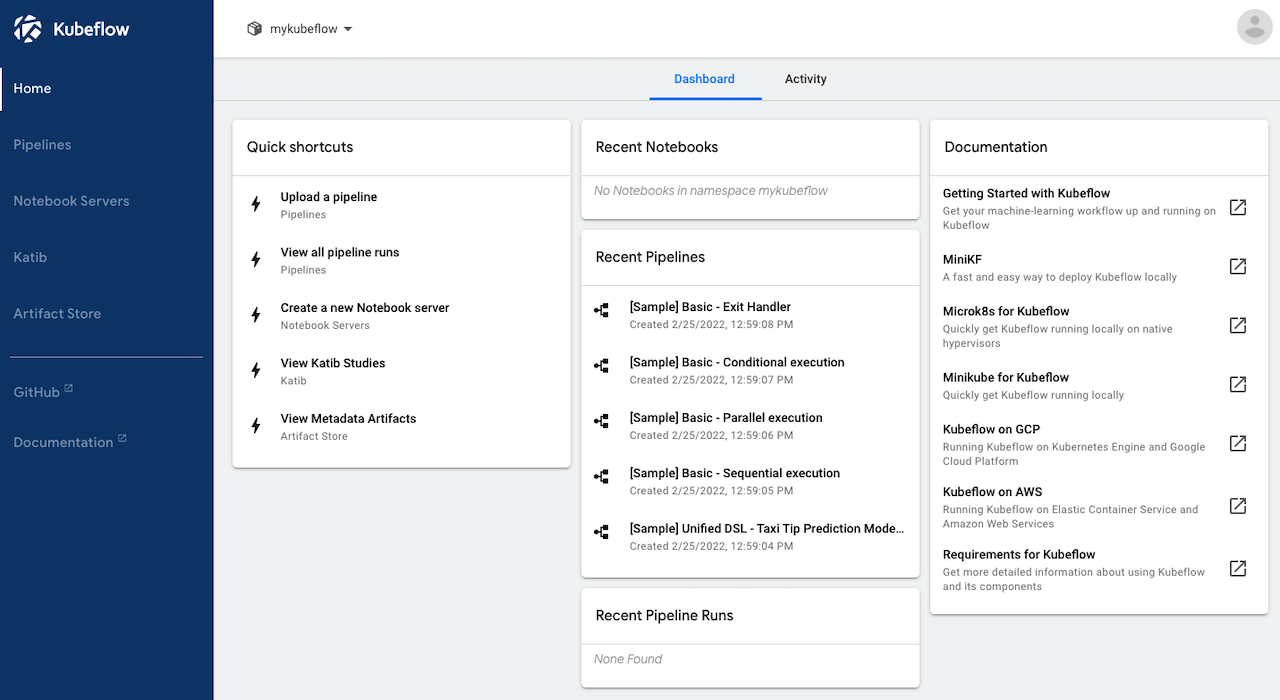 Kubeflow
mykubeflow
Home
Pipelines
Notebook Servers
Katib
Artifact Store
GitHub
Documentation
Dashboard
Activity
Quick shortcuts
Upload a pipeline
Pipelines
View all pipeline runs
Pipelines
Create a new Notebook server
Notebook Servers
View Katib Studies
Katib
View Metadata Artifacts
Artifact Store
Recent Notebooks
No Notebooks in namespace mykubeflow
Recent Pipelines
[Sample] Basic - Exit Handler
Created 2/25/2022, 12:59:08 PM
[Sample] Basic - Conditional execution
Created 2/25/2022, 12:59:07 PM
[Sample] Basic - Parallel execution
Created 2/25/2022, 12:59:06 PM
[Sample] Basic - Sequential execution
Created 2/25/2022, 12:59:05 PM
[Sample] Unified DSL - Taxi Tip Prediction Mode...
Created 2/25/2022, 12:59:04 PM
Recent Pipeline Runs
None Found
Documentation
Getting Started with Kubeflow
Get your machine-learning workflow up and running on
Kubeflow
MiniKF
A fast and easy way to deploy Kubeflow locally
Microk8s for Kubeflow
Quickly get Kubeflow running locally on native
hypervisors
Minikube for Kubeflow
Quickly get Kubeflow running locally
Kubeflow on GCP
Running Kubeflow on Kubernetes Engine and Google
Cloud Platform
Kubeflow on AWS
Running Kubeflow on Elastic Container Service and
Amazon Web Services
Requirements for Kubeflow
Get more detailed information about using Kubeflow
and its components